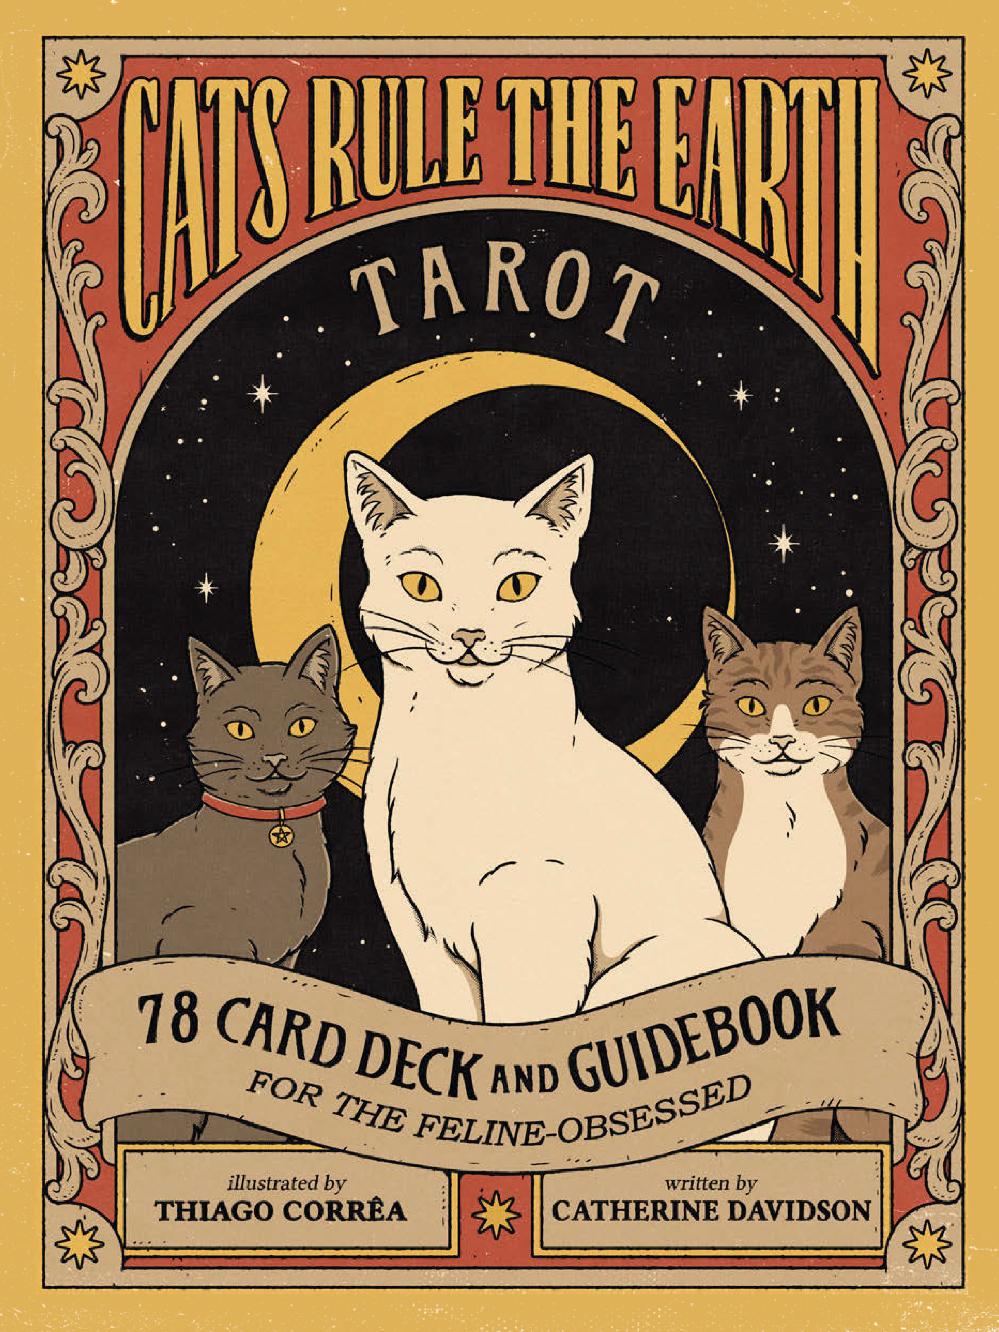 CATS RULE THE EARTH
TAROT
78 CARD DECK AND GUIDEBOOK
FOR THE FELINE-OBSESSED
illustrated by
THIAGO CORRÊA
written by
CATHERINE DAVIDSON